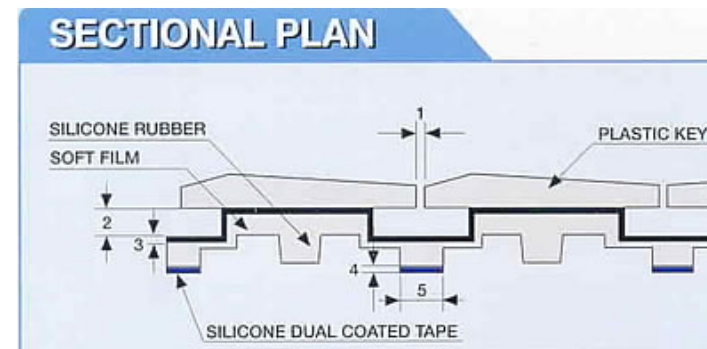 SECTIONAL PLAN
1
SILICONE RUBBER
PLASTIC KEY
SOFT FILM
2
3
4
5
SILICONE DUAL COATED TAPE